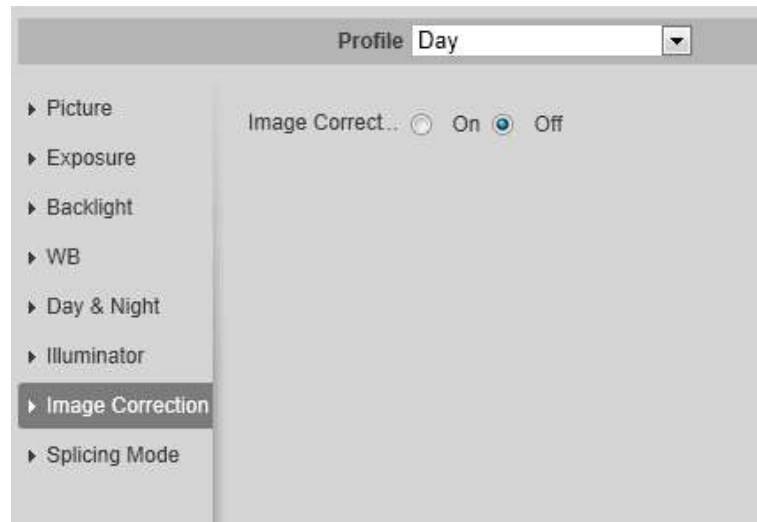 Profile Day
Picture
Image Correct... On Off
Exposure
Backlight
WB
Day & Night
Illuminator
Image Correction
Splicing Mode